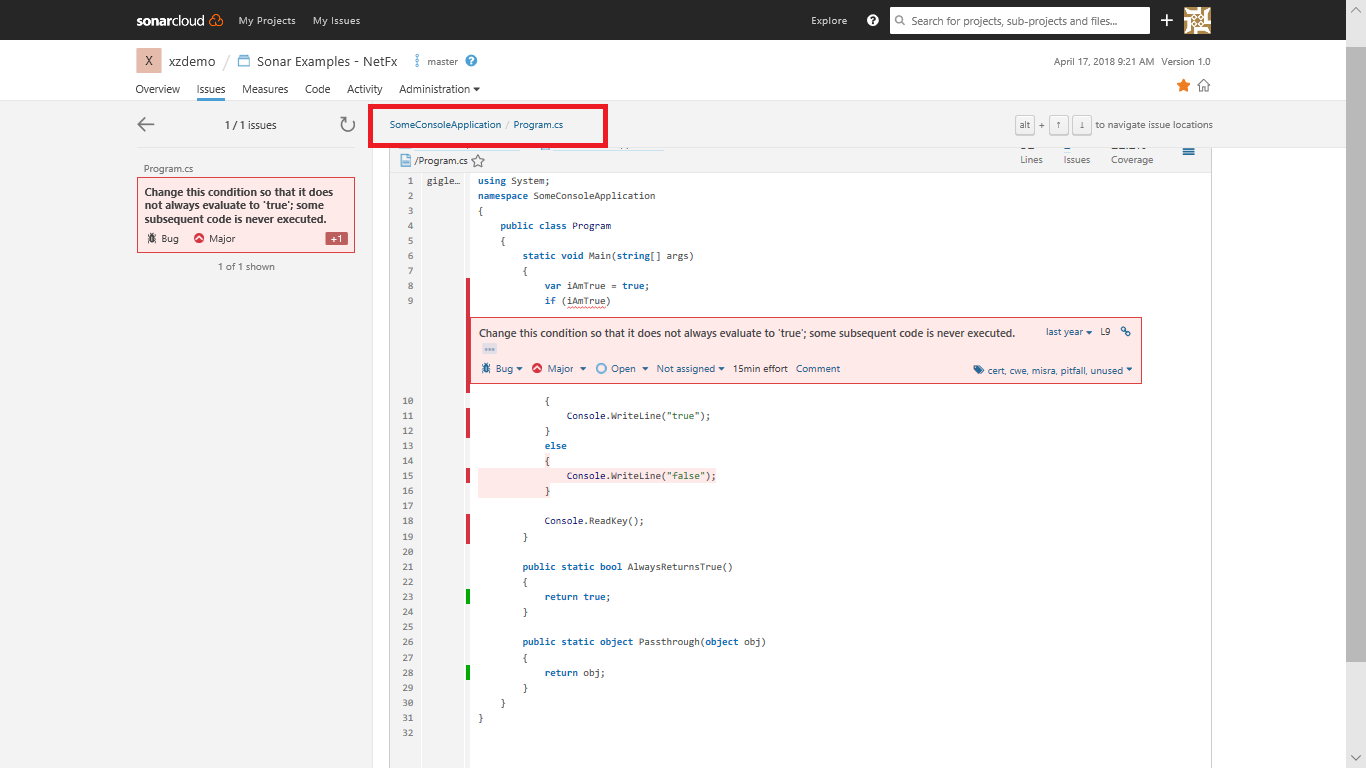 sonarcloud My Projects My Issues Explore Search for projects, sub-projects and files...
X xzdemo / Sonar Examples - NetFx master April 17, 2018 9:21 AM Version 1.0
Overview Issues Measures Code Activity Administration
1 / 1 issues
SomeConsoleApplication / Program.cs
alt + ↑ ↓ to navigate issue locations
Program.cs
Change this condition so that it does
not always evaluate to 'true'; some
subsequent code is never executed.
Bug Major +1
1 of 1 shown
/Program.cs
Lines Issues Coverage
1 gigle… using System;
2 namespace SomeConsoleApplication
3 {
4 public class Program
5 {
6 static void Main(string[] args)
7 {
8 var iAmTrue = true;
9 if (iAmTrue)
Change this condition so that it does not always evaluate to 'true'; some subsequent code is never executed. last year L9
Bug Major Open Not assigned 15min effort Comment cert, cwe, misra, pitfall, unused
10 {
11 Console.WriteLine("true");
12 }
13 else
14 {
15 Console.WriteLine("false");
16 }
17
18 Console.ReadKey();
19 }
20
21 public static bool AlwaysReturnsTrue()
22 {
23 return true;
24 }
25
26 public static object Passthrough(object obj)
27 {
28 return obj;
29 }
30 }
31 }
32